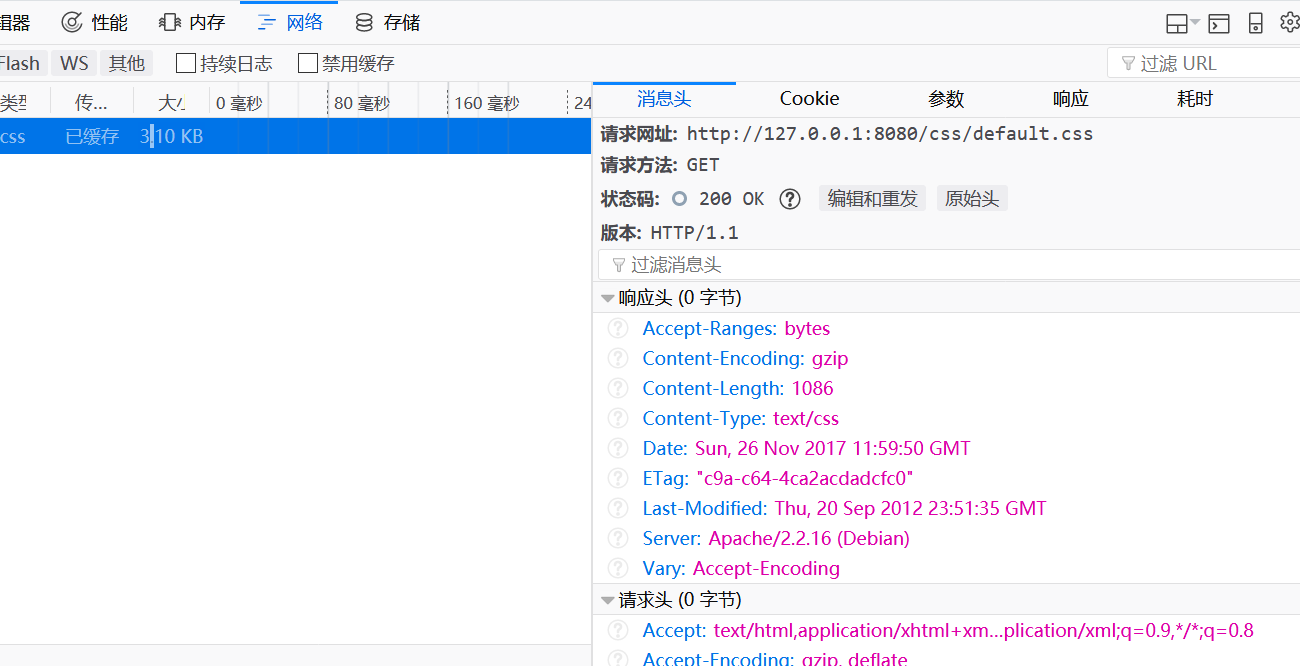 辑器 性能 内存 网络 存储
Flash WS 其他 持续日志 禁用缓存 过滤 URL
类型 传... 大小 0 毫秒 80 毫秒 160 毫秒 24
消息头 Cookie 参数 响应 耗时
css 已缓存 3.10 KB
请求网址: http://127.0.0.1:8080/css/default.css
请求方法: GET
状态码: 200 OK ? 编辑和重发 原始头
版本: HTTP/1.1
过滤消息头
响应头 (0 字节)
? Accept-Ranges: bytes
? Content-Encoding: gzip
? Content-Length: 1086
? Content-Type: text/css
? Date: Sun, 26 Nov 2017 11:59:50 GMT
? ETag: "c9a-c64-4ca2acdadcfc0"
? Last-Modified: Thu, 20 Sep 2012 23:51:35 GMT
? Server: Apache/2.2.16 (Debian)
? Vary: Accept-Encoding
请求头 (0 字节)
? Accept: text/html,application/xhtml+xm...plication/xml;q=0.9,*/*;q=0.8
? Accept-Encoding: gzip, deflate